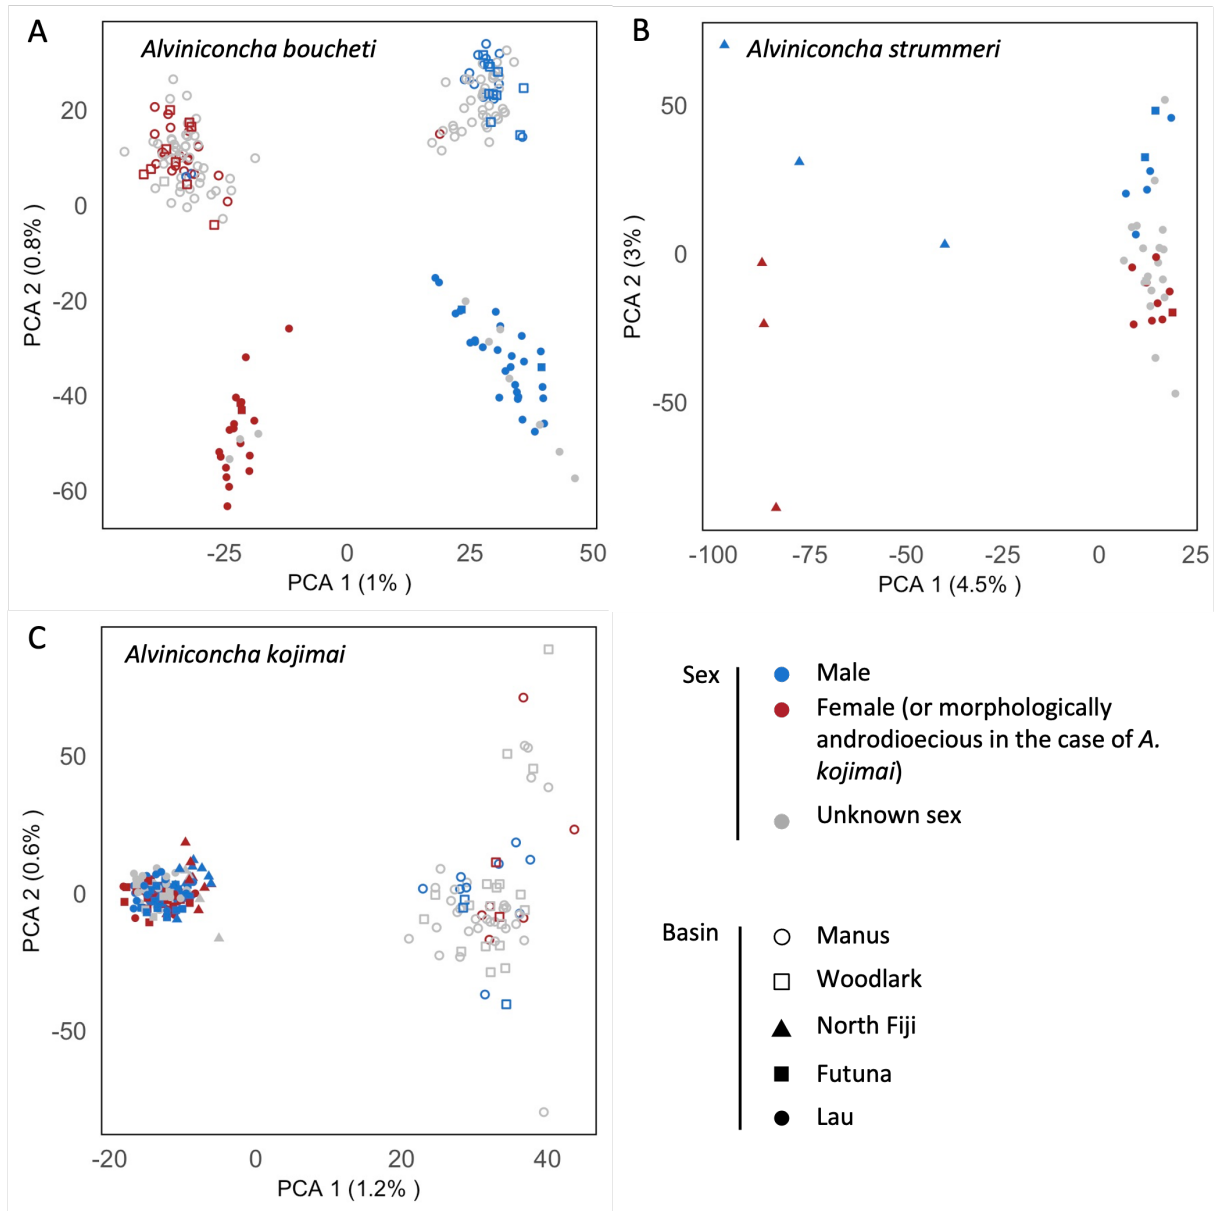 A
Alviniconcha boucheti
20
0
-20
-40
-60
-25
0
25
50
PCA 1 (1% )
PCA 2 (0.8% )
B
Alviniconcha strummeri
50
0
-50
-100
-75
-50
-25
0
25
PCA 1 (4.5% )
PCA 2 (3% )
C
Alviniconcha kojimai
50
0
-50
-20
0
20
40
PCA 1 (1.2% )
PCA 2 (0.6% )
Sex
Male
Female (or morphologically
androdioecious in the case of A.
kojimai)
Unknown sex
Basin
Manus
Woodlark
North Fiji
Futuna
Lau